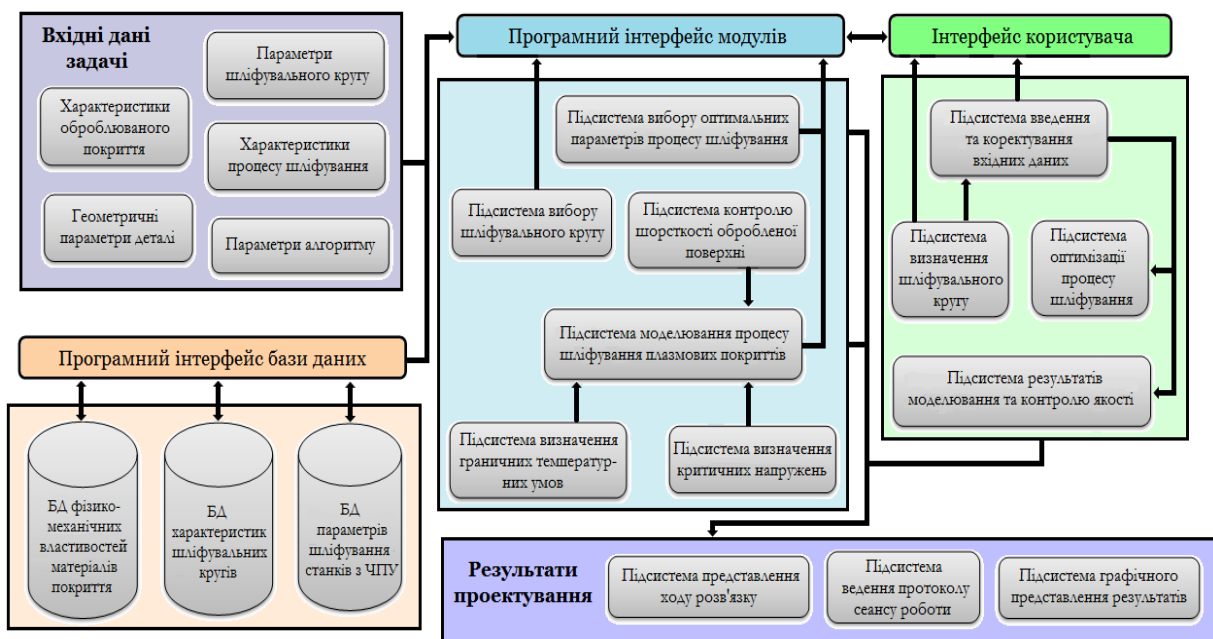 Вхідні дані
задачі
Параметри
шліфувального кругу
Характеристики
оброблюваного
покриття
Характеристики
процесу шліфування
Геометричні
параметри деталі
Параметри алгоритму
Програмний інтерфейс бази даних
БД фізико-
механічних
властивостей
матеріалів
покриття
БД
характеристик
шліфувальних
кругів
БД
параметрів
шліфування
станків з ЧПУ
Програмний інтерфейс модулів
Підсистема вибору оптимальних
параметрів процесу шліфування
Підсистема вибору
шліфувального кругу
Підсистема контролю
шорсткості обробленої
поверхні
Підсистема моделювання процесу
шліфування плазмових покриттів
Підсистема визначення
граничних температур-
них умов
Підсистема визначення
критичних напружень
Інтерфейс користувача
Підсистема введення
та коректування
вхідних даних
Підсистема
визначення
шліфувального
кругу
Підсистема
оптимізації
процесу
шліфування
Підсистема результатів
моделювання та контролю якості
Результати
проектування
Підсистема представлення
ходу розв'язку
Підсистема
ведення протоколу
сеансу роботи
Підсистема графічного
представлення результатів